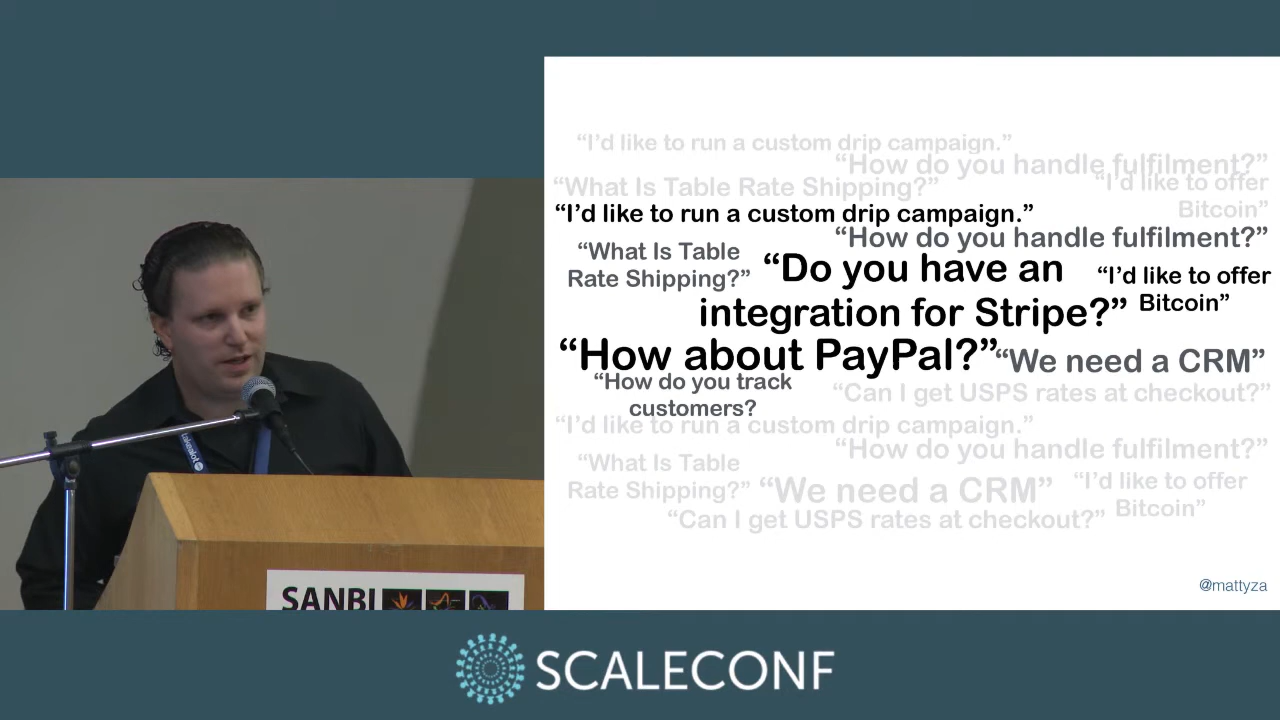 “I’d like to run a custom drip campaign.”
“How do you handle fulfilment?”
“What Is Table Rate Shipping?”
“I’d like to offer
Bitcoin”
“I’d like to run a custom drip campaign.”
“How do you handle fulfilment?”
“What Is Table
Rate Shipping?”
“Do you have an
integration for Stripe?”
“I’d like to offer
Bitcoin”
“How about PayPal?”
“We need a CRM”
“How do you track
customers?
“Can I get USPS rates at checkout?”
“I’d like to run a custom drip campaign.”
“How do you handle fulfilment?”
“What Is Table
Rate Shipping?”
“We need a CRM”
“I’d like to offer
Bitcoin”
“Can I get USPS rates at checkout?”
@mattyza
takealot
SANBI
SCALECONF